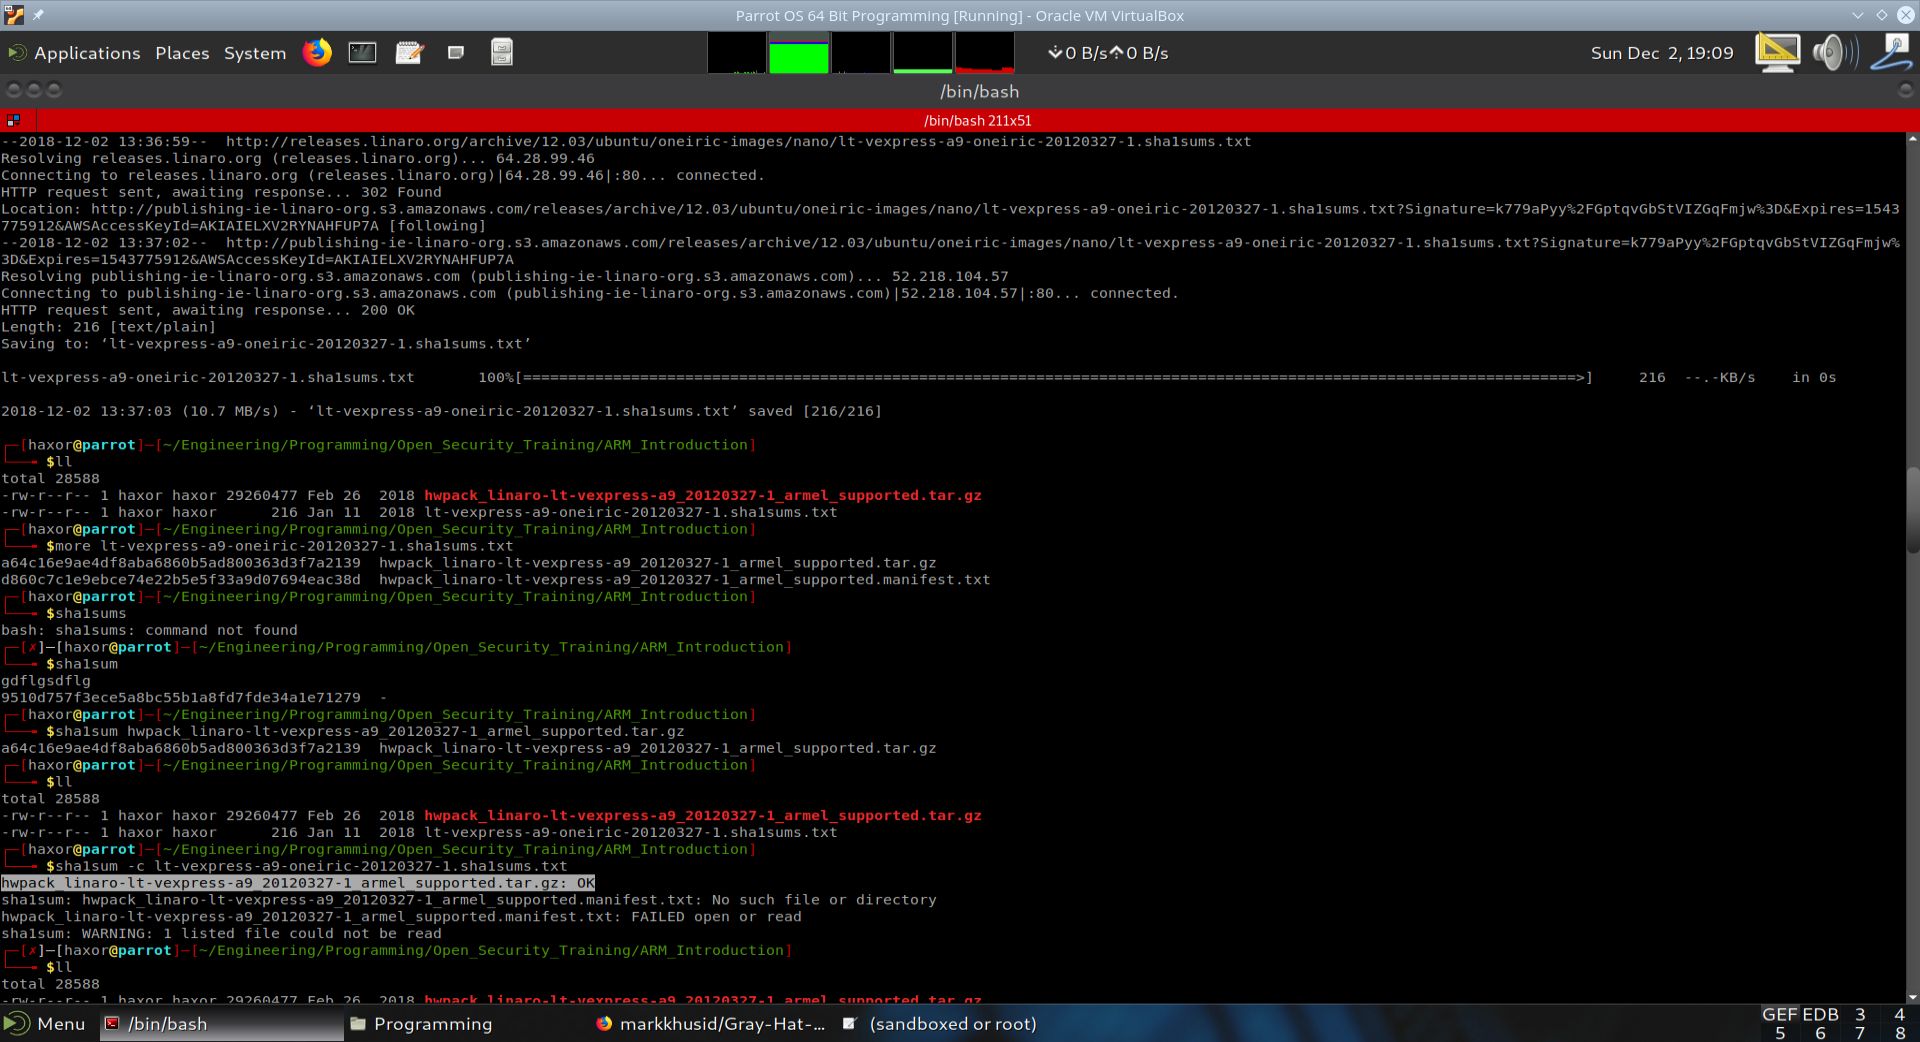 Parrot OS 64 Bit Programming [Running] - Oracle VM VirtualBox
Applications Places System 0 B/s 0 B/s Sun Dec 2, 19:09
/bin/bash
/bin/bash 211x51
--2018-12-02 13:36:59--  http://releases.linaro.org/archive/12.03/ubuntu/oneiric-images/nano/lt-vexpress-a9-oneiric-20120327-1.sha1sums.txt
Resolving releases.linaro.org (releases.linaro.org)... 64.28.99.46
Connecting to releases.linaro.org (releases.linaro.org)|64.28.99.46|:80... connected.
HTTP request sent, awaiting response... 302 Found
Location: http://publishing-ie-linaro-org.s3.amazonaws.com/releases/archive/12.03/ubuntu/oneiric-images/nano/lt-vexpress-a9-oneiric-20120327-1.sha1sums.txt?Signature=k779aPyy%2FGptqvGbStVIZGqFmjw%3D&Expires=1543
775912&AWSAccessKeyId=AKIAIELXV2RYNAHFUP7A [following]
--2018-12-02 13:37:02--  http://publishing-ie-linaro-org.s3.amazonaws.com/releases/archive/12.03/ubuntu/oneiric-images/nano/lt-vexpress-a9-oneiric-20120327-1.sha1sums.txt?Signature=k779aPyy%2FGptqvGbStVIZGqFmjw%
3D&Expires=1543775912&AWSAccessKeyId=AKIAIELXV2RYNAHFUP7A
Resolving publishing-ie-linaro-org.s3.amazonaws.com (publishing-ie-linaro-org.s3.amazonaws.com)... 52.218.104.57
Connecting to publishing-ie-linaro-org.s3.amazonaws.com (publishing-ie-linaro-org.s3.amazonaws.com)|52.218.104.57|:80... connected.
HTTP request sent, awaiting response... 200 OK
Length: 216 [text/plain]
Saving to: ‘lt-vexpress-a9-oneiric-20120327-1.sha1sums.txt’
lt-vexpress-a9-oneiric-20120327-1.sha1sums.txt 100%[=====================================================================================================================>] 216 --.-KB/s in 0s
2018-12-02 13:37:03 (10.7 MB/s) - ‘lt-vexpress-a9-oneiric-20120327-1.sha1sums.txt’ saved [216/216]
┌─[haxor@parrot]─[~/Engineering/Programming/Open_Security_Training/ARM_Introduction]
└──╼ $ll
total 28588
-rw-r--r-- 1 haxor haxor 29260477 Feb 26  2018 hwpack_linaro-lt-vexpress-a9_20120327-1_armel_supported.tar.gz
-rw-r--r-- 1 haxor haxor      216 Jan 11  2018 lt-vexpress-a9-oneiric-20120327-1.sha1sums.txt
┌─[haxor@parrot]─[~/Engineering/Programming/Open_Security_Training/ARM_Introduction]
└──╼ $more lt-vexpress-a9-oneiric-20120327-1.sha1sums.txt
a64c16e9ae4df8aba6860b5ad800363d3f7a2139  hwpack_linaro-lt-vexpress-a9_20120327-1_armel_supported.tar.gz
d860c7c1e9ebce74e22b5e5f33a9d07694eac38d  hwpack_linaro-lt-vexpress-a9_20120327-1_armel_supported.manifest.txt
┌─[haxor@parrot]─[~/Engineering/Programming/Open_Security_Training/ARM_Introduction]
└──╼ $sha1sums
bash: sha1sums: command not found
┌─[✗]─[haxor@parrot]─[~/Engineering/Programming/Open_Security_Training/ARM_Introduction]
└──╼ $sha1sum
gdflgsdflg
9510d757f3ece5a8bc55b1a8fd7fde34a1e71279  -
┌─[haxor@parrot]─[~/Engineering/Programming/Open_Security_Training/ARM_Introduction]
└──╼ $sha1sum hwpack_linaro-lt-vexpress-a9_20120327-1_armel_supported.tar.gz
a64c16e9ae4df8aba6860b5ad800363d3f7a2139  hwpack_linaro-lt-vexpress-a9_20120327-1_armel_supported.tar.gz
┌─[haxor@parrot]─[~/Engineering/Programming/Open_Security_Training/ARM_Introduction]
└──╼ $ll
total 28588
-rw-r--r-- 1 haxor haxor 29260477 Feb 26  2018 hwpack_linaro-lt-vexpress-a9_20120327-1_armel_supported.tar.gz
-rw-r--r-- 1 haxor haxor      216 Jan 11  2018 lt-vexpress-a9-oneiric-20120327-1.sha1sums.txt
┌─[haxor@parrot]─[~/Engineering/Programming/Open_Security_Training/ARM_Introduction]
└──╼ $sha1sum -c lt-vexpress-a9-oneiric-20120327-1.sha1sums.txt
hwpack_linaro-lt-vexpress-a9_20120327-1_armel_supported.tar.gz: OK
sha1sum: hwpack_linaro-lt-vexpress-a9_20120327-1_armel_supported.manifest.txt: No such file or directory
hwpack_linaro-lt-vexpress-a9_20120327-1_armel_supported.manifest.txt: FAILED open or read
sha1sum: WARNING: 1 listed file could not be read
┌─[✗]─[haxor@parrot]─[~/Engineering/Programming/Open_Security_Training/ARM_Introduction]
└──╼ $ll
total 28588
-rw-r--r-- 1 haxor haxor 29260477 Feb 26  2018 hwpack_linaro-lt-vexpress-a9_20120327-1_armel_supported.tar.gz
Menu /bin/bash Programming markkhusid/Gray-Hat-... (sandboxed or root) GEF EDB 3 4
5 6 7 8